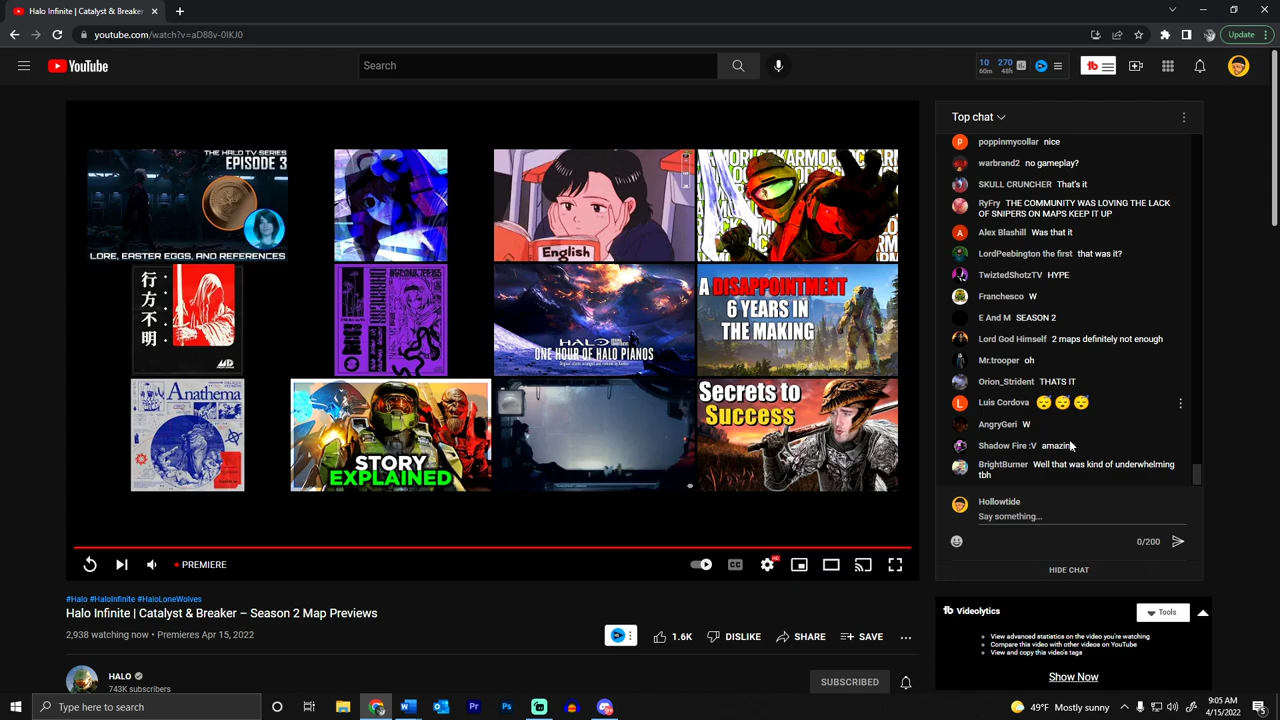 Halo Infinite | Catalyst & Breaker
youtube.com/watch?v=aD88v-0IKJ0
Update
YouTube
Search
10 270
60m 48h
THE HALO TV SERIES
EPISODE 3
LORE, EASTER EGGS, AND REFERENCES
English
行方不明
Anathema
HALO
ONE HOUR OF HALO PIANOS
A DISAPPOINTMENT
6 YEARS IN
THE MAKING
STORY
EXPLAINED
Secrets to
Success
PREMIERE
CC
HD
#Halo #HaloInfinite #HaloLoneWolves
Halo Infinite | Catalyst & Breaker – Season 2 Map Previews
2,938 watching now • Premieres Apr 15, 2022
1.6K
DISLIKE
SHARE
SAVE
HALO
743K subscribers
SUBSCRIBED
Top chat
poppinmycollar nice
warbrand2 no gameplay?
SKULL CRUNCHER That's it
RyFry THE COMMUNITY WAS LOVING THE LACK
OF SNIPERS ON MAPS KEEP IT UP
Alex Blashill Was that it
LordPeebington the first that was it?
TwiztedShotzTV HYPE
Franchesco W
E And M SEASON 2
Lord God Himself 2 maps definitely not enough
Mr.trooper oh
Orion_Strident THATS IT
Luis Cordova 😴 😴 😴
AngryGeri W
Shadow Fire :V amazing
BrightBurner Well that was kind of underwhelming
tbh
Hollowtide
Say something...
0/200
HIDE CHAT
Videolytics
Tools
View advanced statistics on the video you're watching
Compare this video with other videos on YouTube
View and copy this video's tags
Show Now
Type here to search
49°F Mostly sunny
9:05 AM
4/15/2022